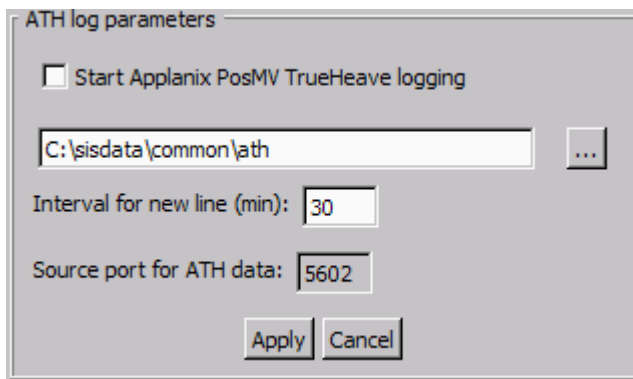 ATH log parameters
Start Applanix PosMV TrueHeave logging
C:\sisdata\common\ath ...
Interval for new line (min): 30
Source port for ATH data: 5602
Apply Cancel